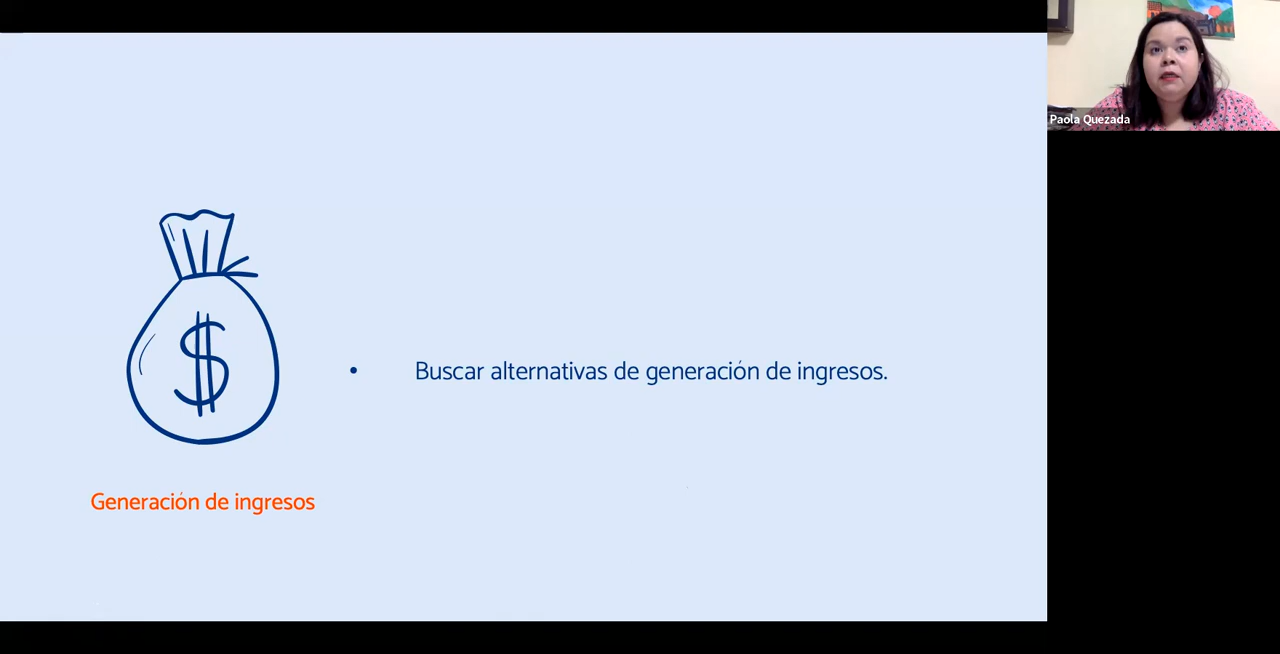 Paola Quezada
$
Buscar alternativas de generación de ingresos.
Generación de ingresos